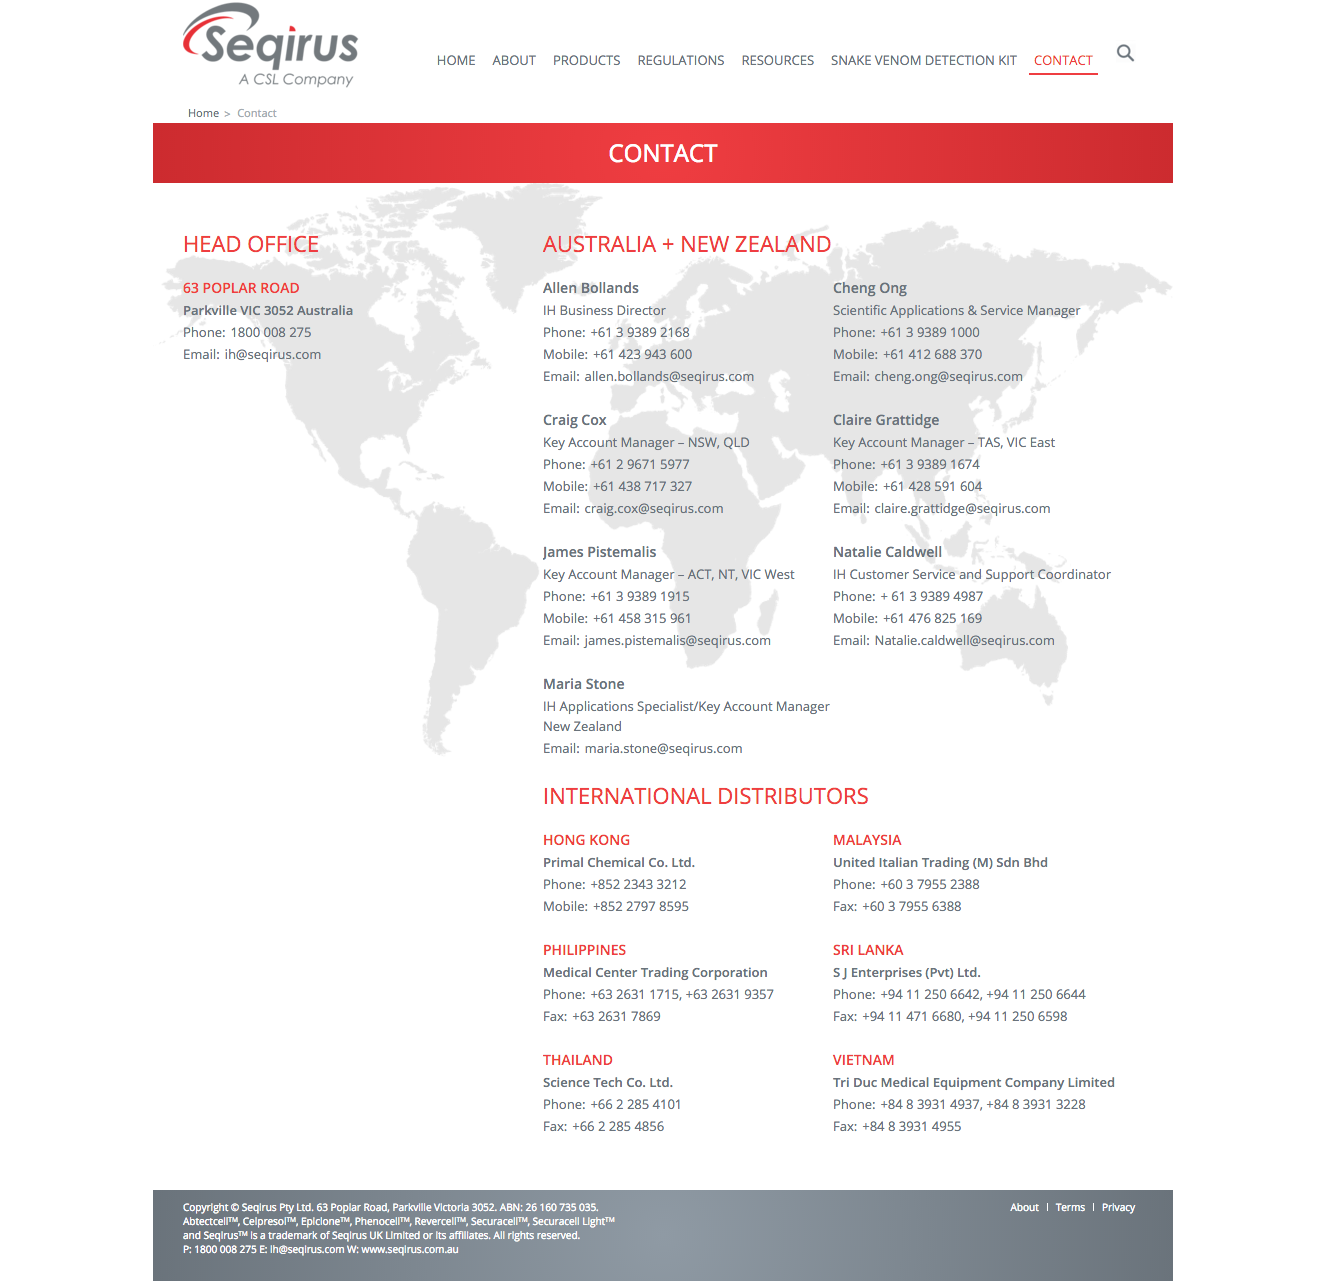 Seqirus
A CSL Company
HOME ABOUT PRODUCTS REGULATIONS RESOURCES SNAKE VENOM DETECTION KIT CONTACT
Home > Contact
CONTACT
HEAD OFFICE
63 POPLAR ROAD
Parkville VIC 3052 Australia
Phone: 1800 008 275
Email: ih@seqirus.com
AUSTRALIA + NEW ZEALAND
Allen Bollands
IH Business Director
Phone: +61 3 9389 2168
Mobile: +61 423 943 600
Email: allen.bollands@seqirus.com
Cheng Ong
Scientific Applications & Service Manager
Phone: +61 3 9389 1000
Mobile: +61 412 688 370
Email: cheng.ong@seqirus.com
Craig Cox
Key Account Manager – NSW, QLD
Phone: +61 2 9671 5977
Mobile: +61 438 717 327
Email: craig.cox@seqirus.com
Claire Grattidge
Key Account Manager – TAS, VIC East
Phone: +61 3 9389 1674
Mobile: +61 428 591 604
Email: claire.grattidge@seqirus.com
James Pistemalis
Key Account Manager – ACT, NT, VIC West
Phone: +61 3 9389 1915
Mobile: +61 458 315 961
Email: james.pistemalis@seqirus.com
Natalie Caldwell
IH Customer Service and Support Coordinator
Phone: + 61 3 9389 4987
Mobile: +61 476 825 169
Email: Natalie.caldwell@seqirus.com
Maria Stone
IH Applications Specialist/Key Account Manager
New Zealand
Email: maria.stone@seqirus.com
INTERNATIONAL DISTRIBUTORS
HONG KONG
Primal Chemical Co. Ltd.
Phone: +852 2343 3212
Mobile: +852 2797 8595
MALAYSIA
United Italian Trading (M) Sdn Bhd
Phone: +60 3 7955 2388
Fax: +60 3 7955 6388
PHILIPPINES
Medical Center Trading Corporation
Phone: +63 2631 1715, +63 2631 9357
Fax: +63 2631 7869
SRI LANKA
S J Enterprises (Pvt) Ltd.
Phone: +94 11 250 6642, +94 11 250 6644
Fax: +94 11 471 6680, +94 11 250 6598
THAILAND
Science Tech Co. Ltd.
Phone: +66 2 285 4101
Fax: +66 2 285 4856
VIETNAM
Tri Duc Medical Equipment Company Limited
Phone: +84 8 3931 4937, +84 8 3931 3228
Fax: +84 8 3931 4955
Copyright © Seqirus Pty Ltd. 63 Poplar Road, Parkville Victoria 3052. ABN: 26 160 735 035.
Abtectcell™, Celpresol™, Epiclone™, Phenocell™, Revercell™, Securacell™, Securacell Light™
and Seqirus™ is a trademark of Seqirus UK Limited or its affiliates. All rights reserved.
P: 1800 008 275 E: ih@seqirus.com W: www.seqirus.com.au
About | Terms | Privacy